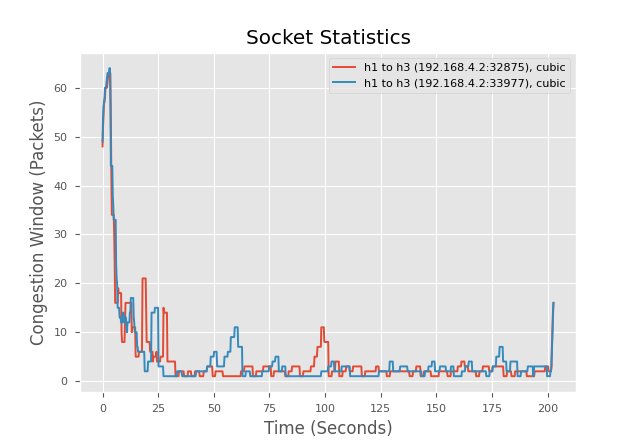 Socket Statistics
h1 to h3 (192.168.4.2:32875), cubic
h1 to h3 (192.168.4.2:33977), cubic
Congestion Window (Packets)
60
50
40
30
20
10
0
0 25 50 75 100 125 150 175 200
Time (Seconds)